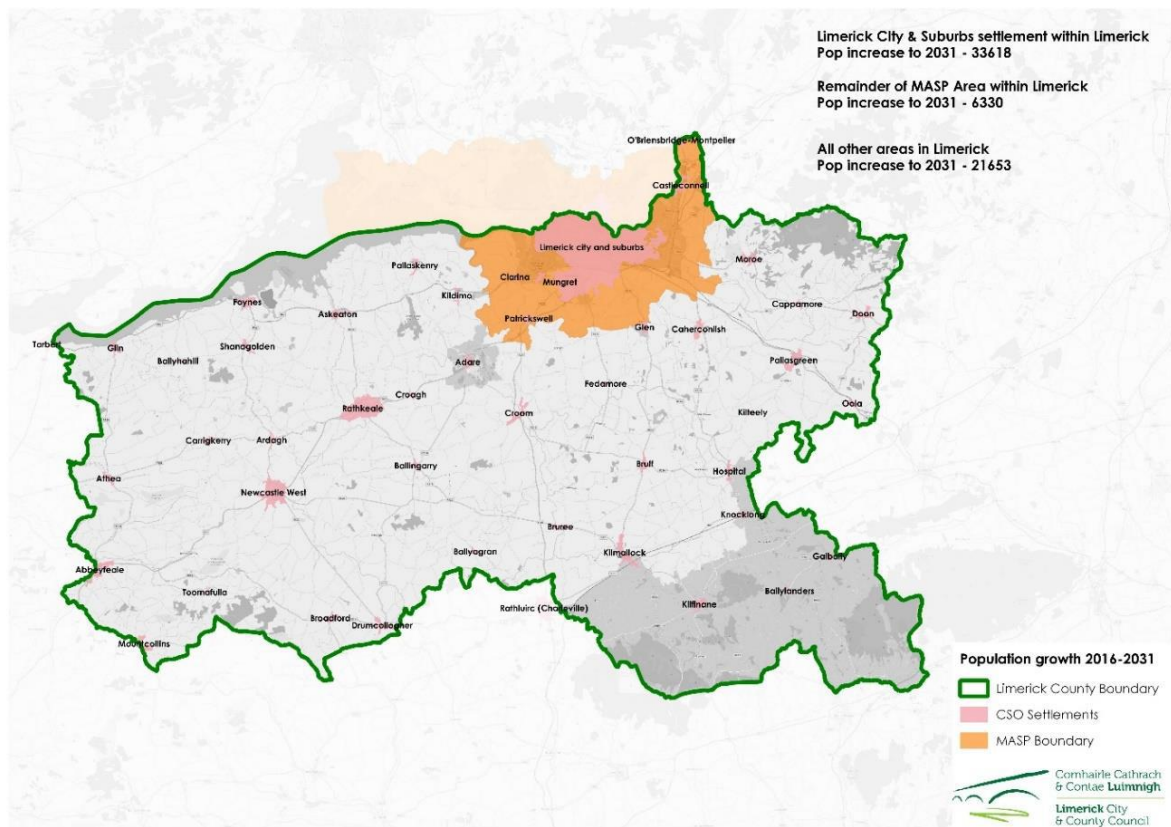 Limerick City & Suburbs settlement within Limerick
Pop increase to 2031 - 33618
Remainder of MASP Area within Limerick
Pop increase to 2031 - 6330
All other areas in Limerick
Pop increase to 2031 - 21653
O'Briensbridge-Montpelier
Castleconnell
Limerick city and suburbs
Moroe
Pallaskenry
Clarina
Mungret
Kildimo
Foynes
Cappamore
Askeaton
Doon
Patrickswell
Glen
Caherconlish
Tarbert
Glin
Shanagolden
Ballyhahill
Adare
Pallasgreen
Fedamore
Croagh
Oola
Rathkeale
Croom
Kilteely
Carrigkerry
Ardagh
Ballingarry
Bruff
Hospital
Athea
Newcastle West
Knocklong
Bruree
Ballyagran
Kilmallock
Galbally
Abbeyfeale
Toornafulla
Ballylanders
Kilfinane
Rathluirc (Charleville)
Broadford
Drumcollogher
Mountcollins
Population growth 2016-2031
Limerick County Boundary
CSO Settlements
MASP Boundary
Comhairle Cathrach
& Contae Luimnigh
Limerick City
& County Council